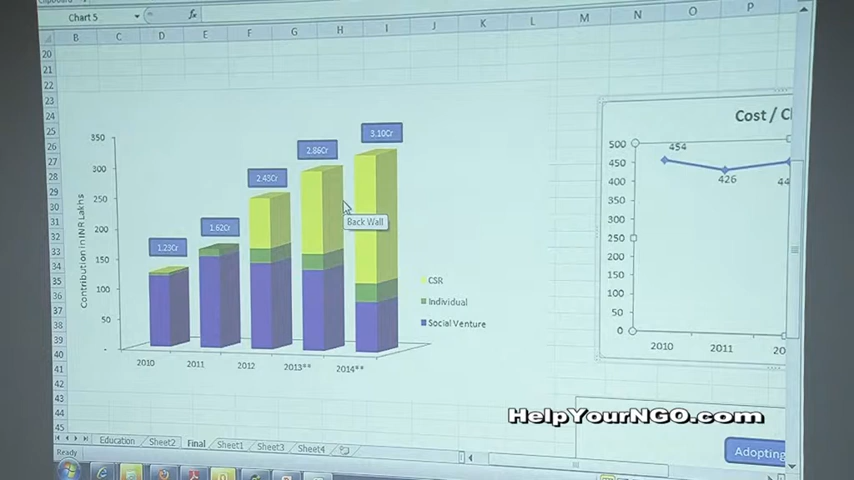 Chart 5
fx
B C D E F G H I J K L M N O P
20
21
22
23
24
25
26
27
28
29
30
31
32
33
34
35
36
37
38
39
40
41
42
43
44
45
Contribution in INR Lakhs
350
300
250
200
150
100
50
-
1.23Cr
1.62Cr
2.43Cr
2.86Cr
3.10Cr
Back Wall
2010 2011 2012 2013** 2014**
CSR
Individual
Social Venture
Cost / C
500
450
400
350
300
250
200
150
100
50
0
454
426
44
2010 2011 20
HelpYourNGO.com
Adopting
Education Sheet2 Final Sheet1 Sheet3 Sheet4
Ready